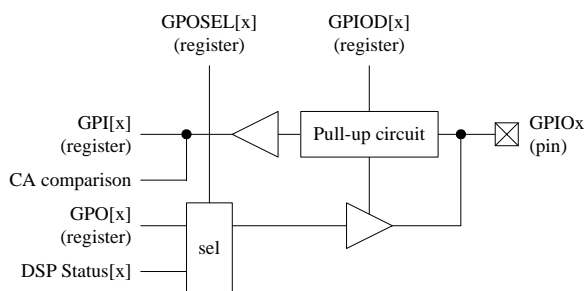 GPOSEL[x]
(register)
GPIOD[x]
(register)
GPI[x]
(register)
Pull-up circuit
GPIOx
(pin)
CA comparison
GPO[x]
(register)
sel
DSP Status[x]